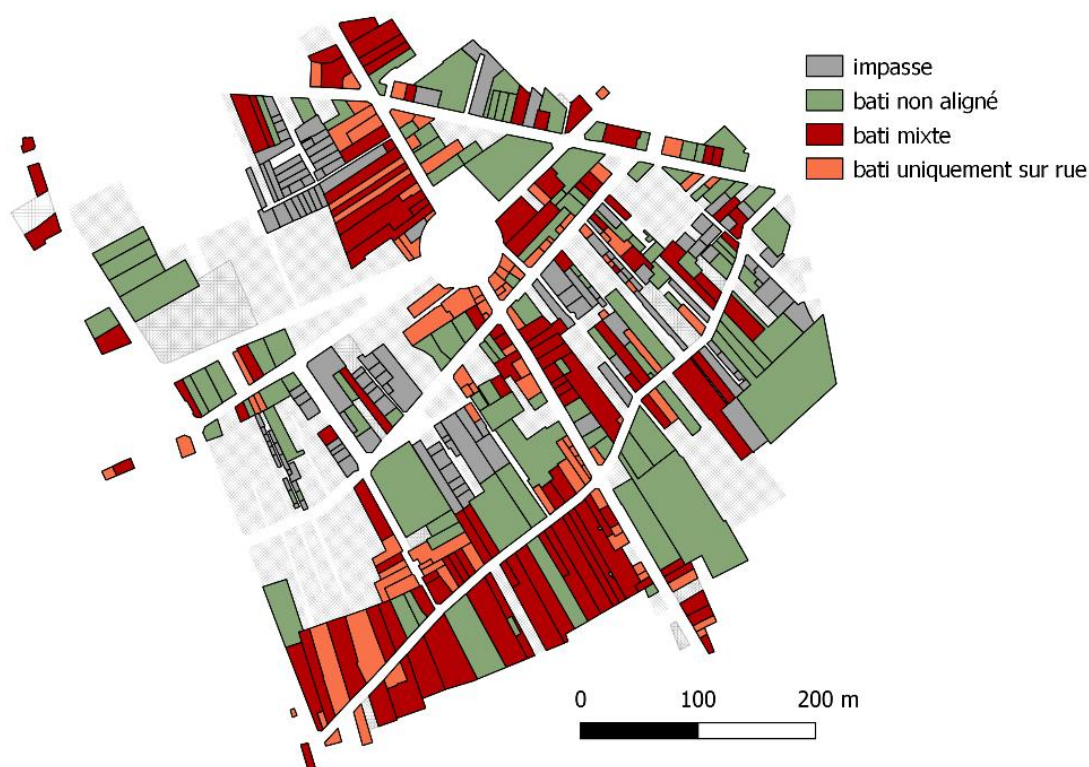 impasse
bati non aligné
bati mixte
bati uniquement sur rue
0 100 200 m